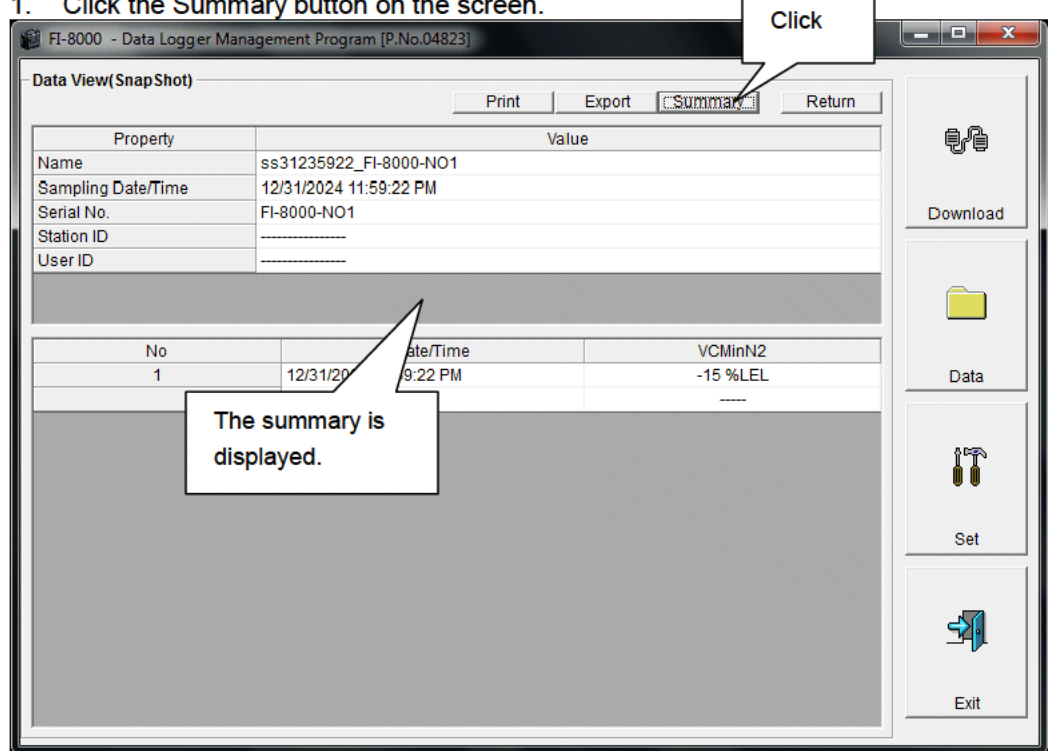 1. Click the Summary button on the screen.
Click
FI-8000 - Data Logger Management Program [P.No.04823]
Data View(SnapShot)
Print Export Summary Return
Property Value
Name ss31235922_FI-8000-NO1
Sampling Date/Time 12/31/2024 11:59:22 PM
Serial No. FI-8000-NO1
Station ID ----------------
User ID ----------------
No ate/Time VCMinN2
1 12/31/20 9:22 PM -15 %LEL
-----
The summary is
displayed.
Download
Data
Set
Exit